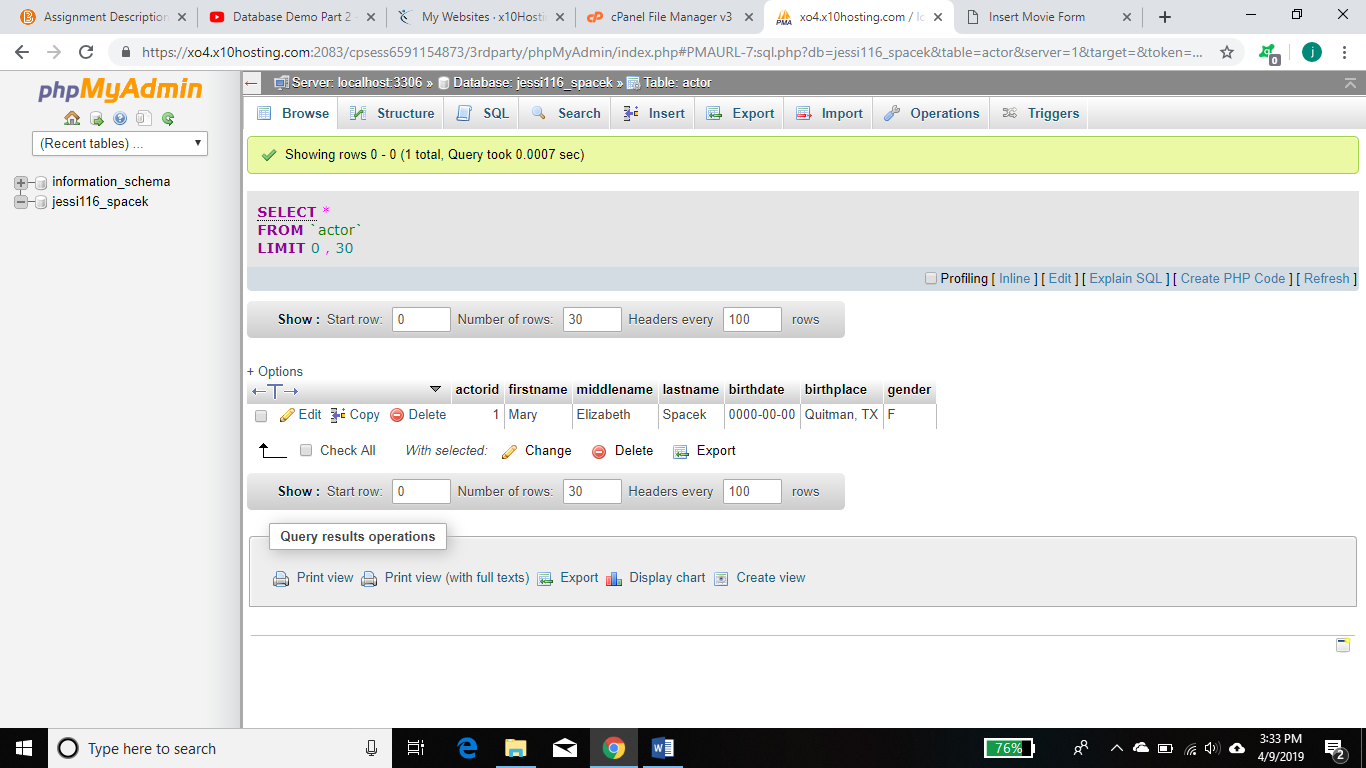 Assignment Description
Database Demo Part 2 -
My Websites · x10Hosti
cPanel File Manager v3
xo4.x10hosting.com / lo
Insert Movie Form
https://xo4.x10hosting.com:2083/cpsess6591154873/3rdparty/phpMyAdmin/index.php#PMAURL-7:sql.php?db=jessi116_spacek&table=actor&server=1&target=&token=...
0
j
phpMyAdmin
(Recent tables) ...
information_schema
jessi116_spacek
Server: localhost:3306 » Database: jessi116_spacek » Table: actor
Browse Structure SQL Search Insert Export Import Operations Triggers
Showing rows 0 - 0 (1 total, Query took 0.0007 sec)
SELECT *
FROM `actor`
LIMIT 0 , 30
Profiling [ Inline ] [ Edit ] [ Explain SQL ] [ Create PHP Code ] [ Refresh ]
Show : Start row: 0 Number of rows: 30 Headers every 100 rows
+ Options
actorid firstname middlename lastname birthdate birthplace gender
Edit Copy Delete 1 Mary Elizabeth Spacek 0000-00-00 Quitman, TX F
Check All With selected: Change Delete Export
Show : Start row: 0 Number of rows: 30 Headers every 100 rows
Query results operations
Print view Print view (with full texts) Export Display chart Create view
Type here to search
76%
3:33 PM
4/9/2019
2